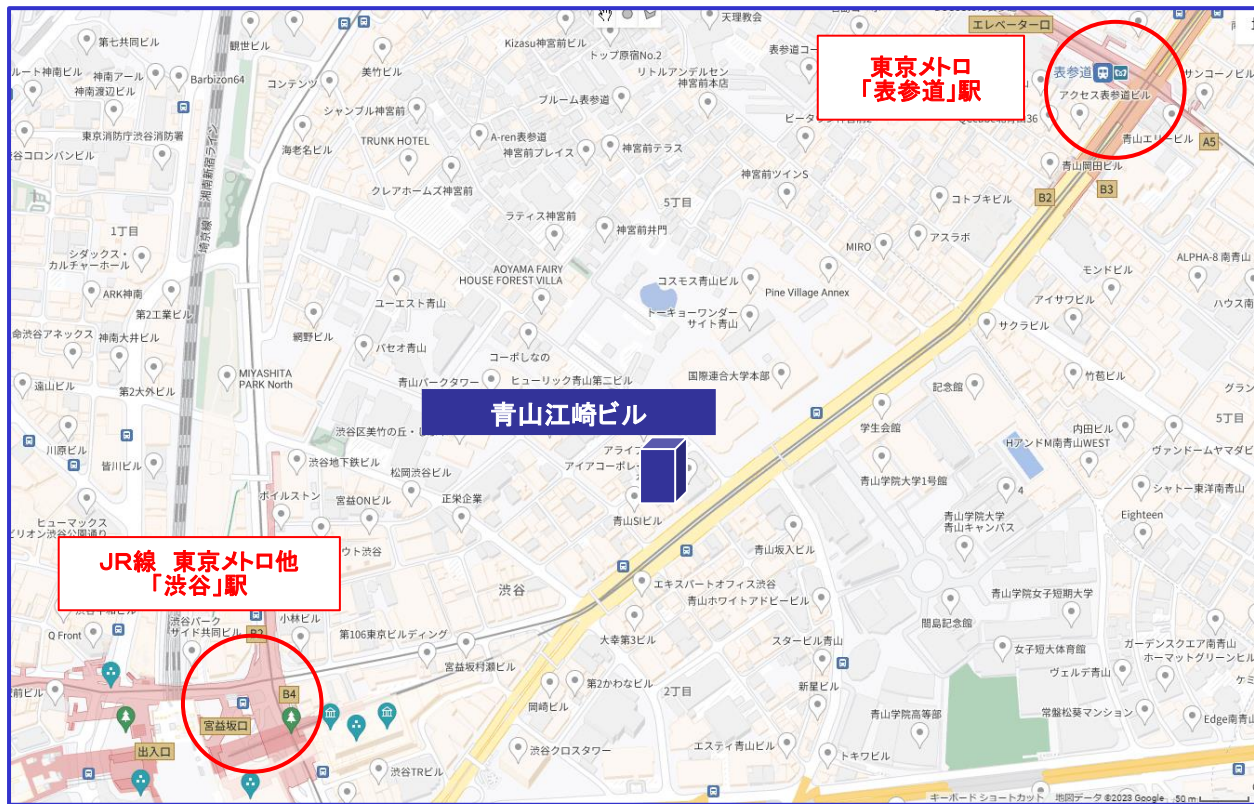 天理教会
第七共同ビル
観世ビル
Kizasu神宮前ビル
トップ原宿No.2
エレベーター口
東京メトロ
「表参道」駅
表参道
サンコーノビル
アクセス表参道ビル
青山エリービル
A5
ルート神南ビル
神南アール
神南渡辺ビル
Barbizon64
コンテンツ
美竹ビル
リトルアンデルセン
神宮前本店
シャンブル神宮前
ブルーム表参道
東京消防庁渋谷消防署
TRUNK HOTEL
A-ren表参道
神宮前プレイス
神宮前テラス
海老名ビル
埼京線
湘南新宿ライン
クレアホームズ神宮前
神宮前ツインS
青山岡田ビル
B2
B3
コトブキビル
5丁目
ラティス神宮前
神宮前井門
MIRO
アスラボ
1丁目
シダックス・
カルチャーホール
AOYAMA FAIRY
HOUSE FOREST VILLA
コスモス青山ビル
Pine Village Annex
モンドビル
ALPHA-8 南青山
ARK神南
第2工業ビル
ユーエスト青山
トーキョーワンダー
サイト青山
アイサワビル
サクラビル
神南大井ビル
網野ビル
パセオ青山
コーポしなの
遠山ビル
第2大外ビル
MIYASHITA
PARK North
青山パークタワー
ヒューリック青山第二ビル
国際連合大学本部
記念館
竹苞ビル
青山江崎ビル
学生会館
内田ビル
5丁目
HアンドM南青山WEST
川原ビル
皆川ビル
渋谷地下鉄ビル
松岡渋谷ビル
青山学院大学1号館
4
シャトー東洋南青山
ボイルストン
宮益ONビル
正栄企業
青山SIビル
青山学院大学
青山キャンパス
Eighteen
ヒューマックス
JR線 東京メトロ他
「渋谷」駅
渋谷
青山坂入ビル
エキスパートオフィス渋谷
青山ホワイトアドビービル
青山学院女子短期大学
間島記念館
渋谷パーク
サイド共同ビル
B2
小林ビル
Q Front
第106東京ビルディング
大幸第3ビル
スタービル青山
女子短大体育館
ガーデンスクエア南青山
ホーマットグリーンヒル
宮益坂村瀬ビル
ヴェルデ青山
B4
第2かわなビル
2丁目
新星ビル
岡崎ビル
宮益坂口
青山学院高等部
常盤松葵マンション
Edge南青山
出入口
渋谷クロスタワー
エスティ青山ビル
トキワビル
渋谷TRビル
キーボード ショートカット
地図データ ©2023 Google
50 m